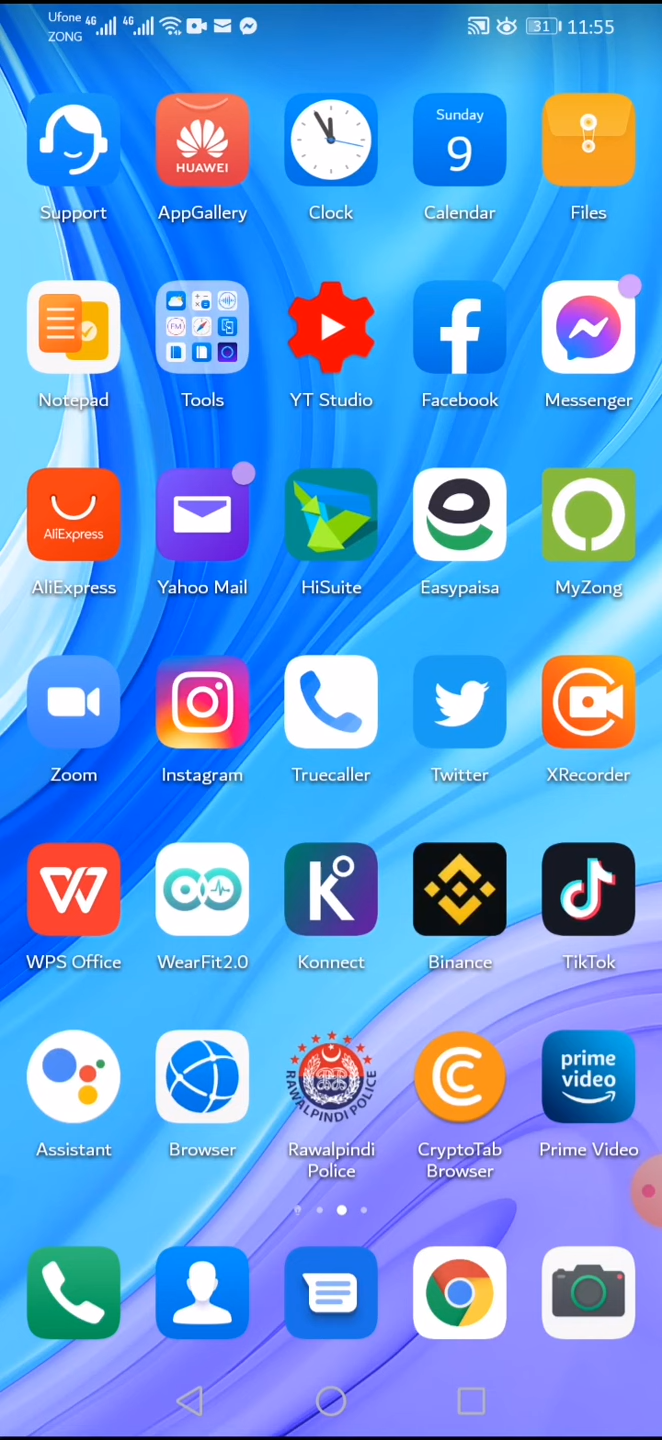 Ufone 4G 4G 31 11:55
ZONG
HUAWEI
Sunday
9
Support AppGallery Clock Calendar Files
FM
Notepad Tools YT Studio Facebook Messenger
AliExpress
AliExpress Yahoo Mail HiSuite Easypaisa MyZong
Zoom Instagram Truecaller Twitter XRecorder
K
WPS Office WearFit2.0 Konnect Binance TikTok
RAWALPINDI POLICE
prime
video
Assistant Browser Rawalpindi CryptoTab Prime Video
Police Browser